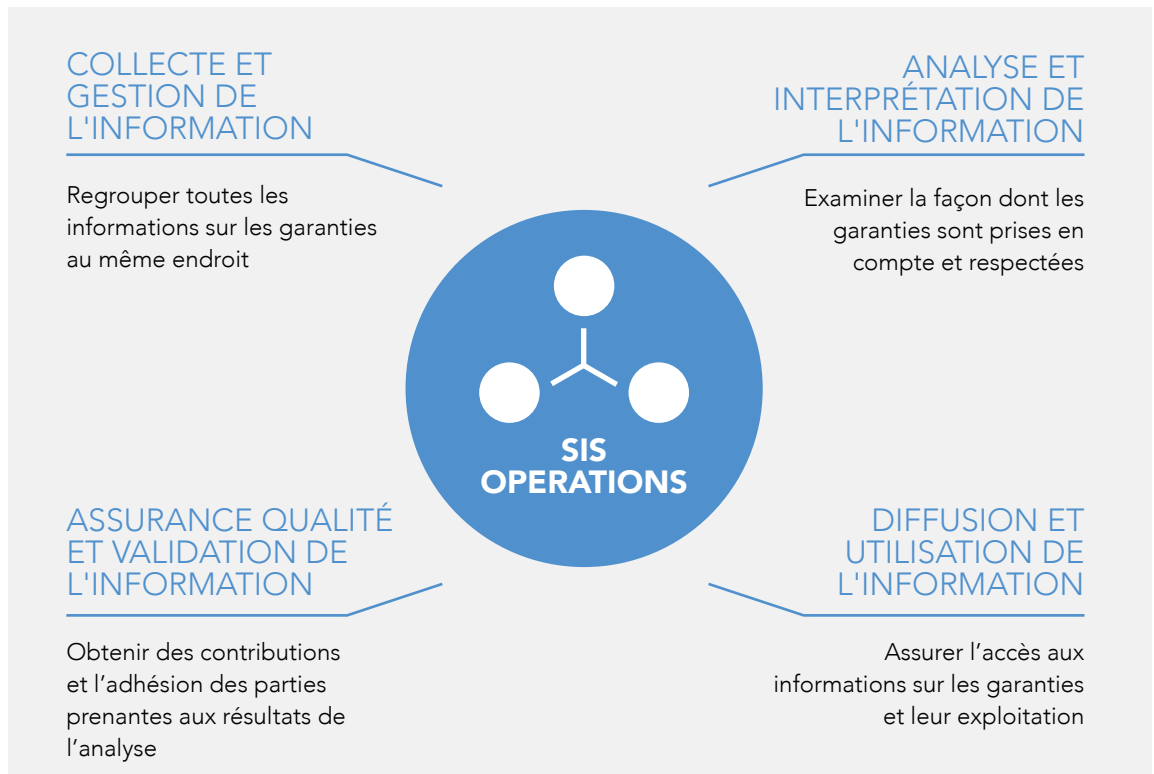 COLLECTE ET
GESTION DE
L'INFORMATION
Regrouper toutes les
informations sur les garanties
au même endroit
ANALYSE ET
INTERPRÉTATION DE
L'INFORMATION
Examiner la façon dont les
garanties sont prises en
compte et respectées
SIS
OPERATIONS
ASSURANCE QUALITÉ
ET VALIDATION DE
L'INFORMATION
Obtenir des contributions
et l’adhésion des parties
prenantes aux résultats de
l’analyse
DIFFUSION ET
UTILISATION DE
L'INFORMATION
Assurer l’accès aux
informations sur les garanties
et leur exploitation